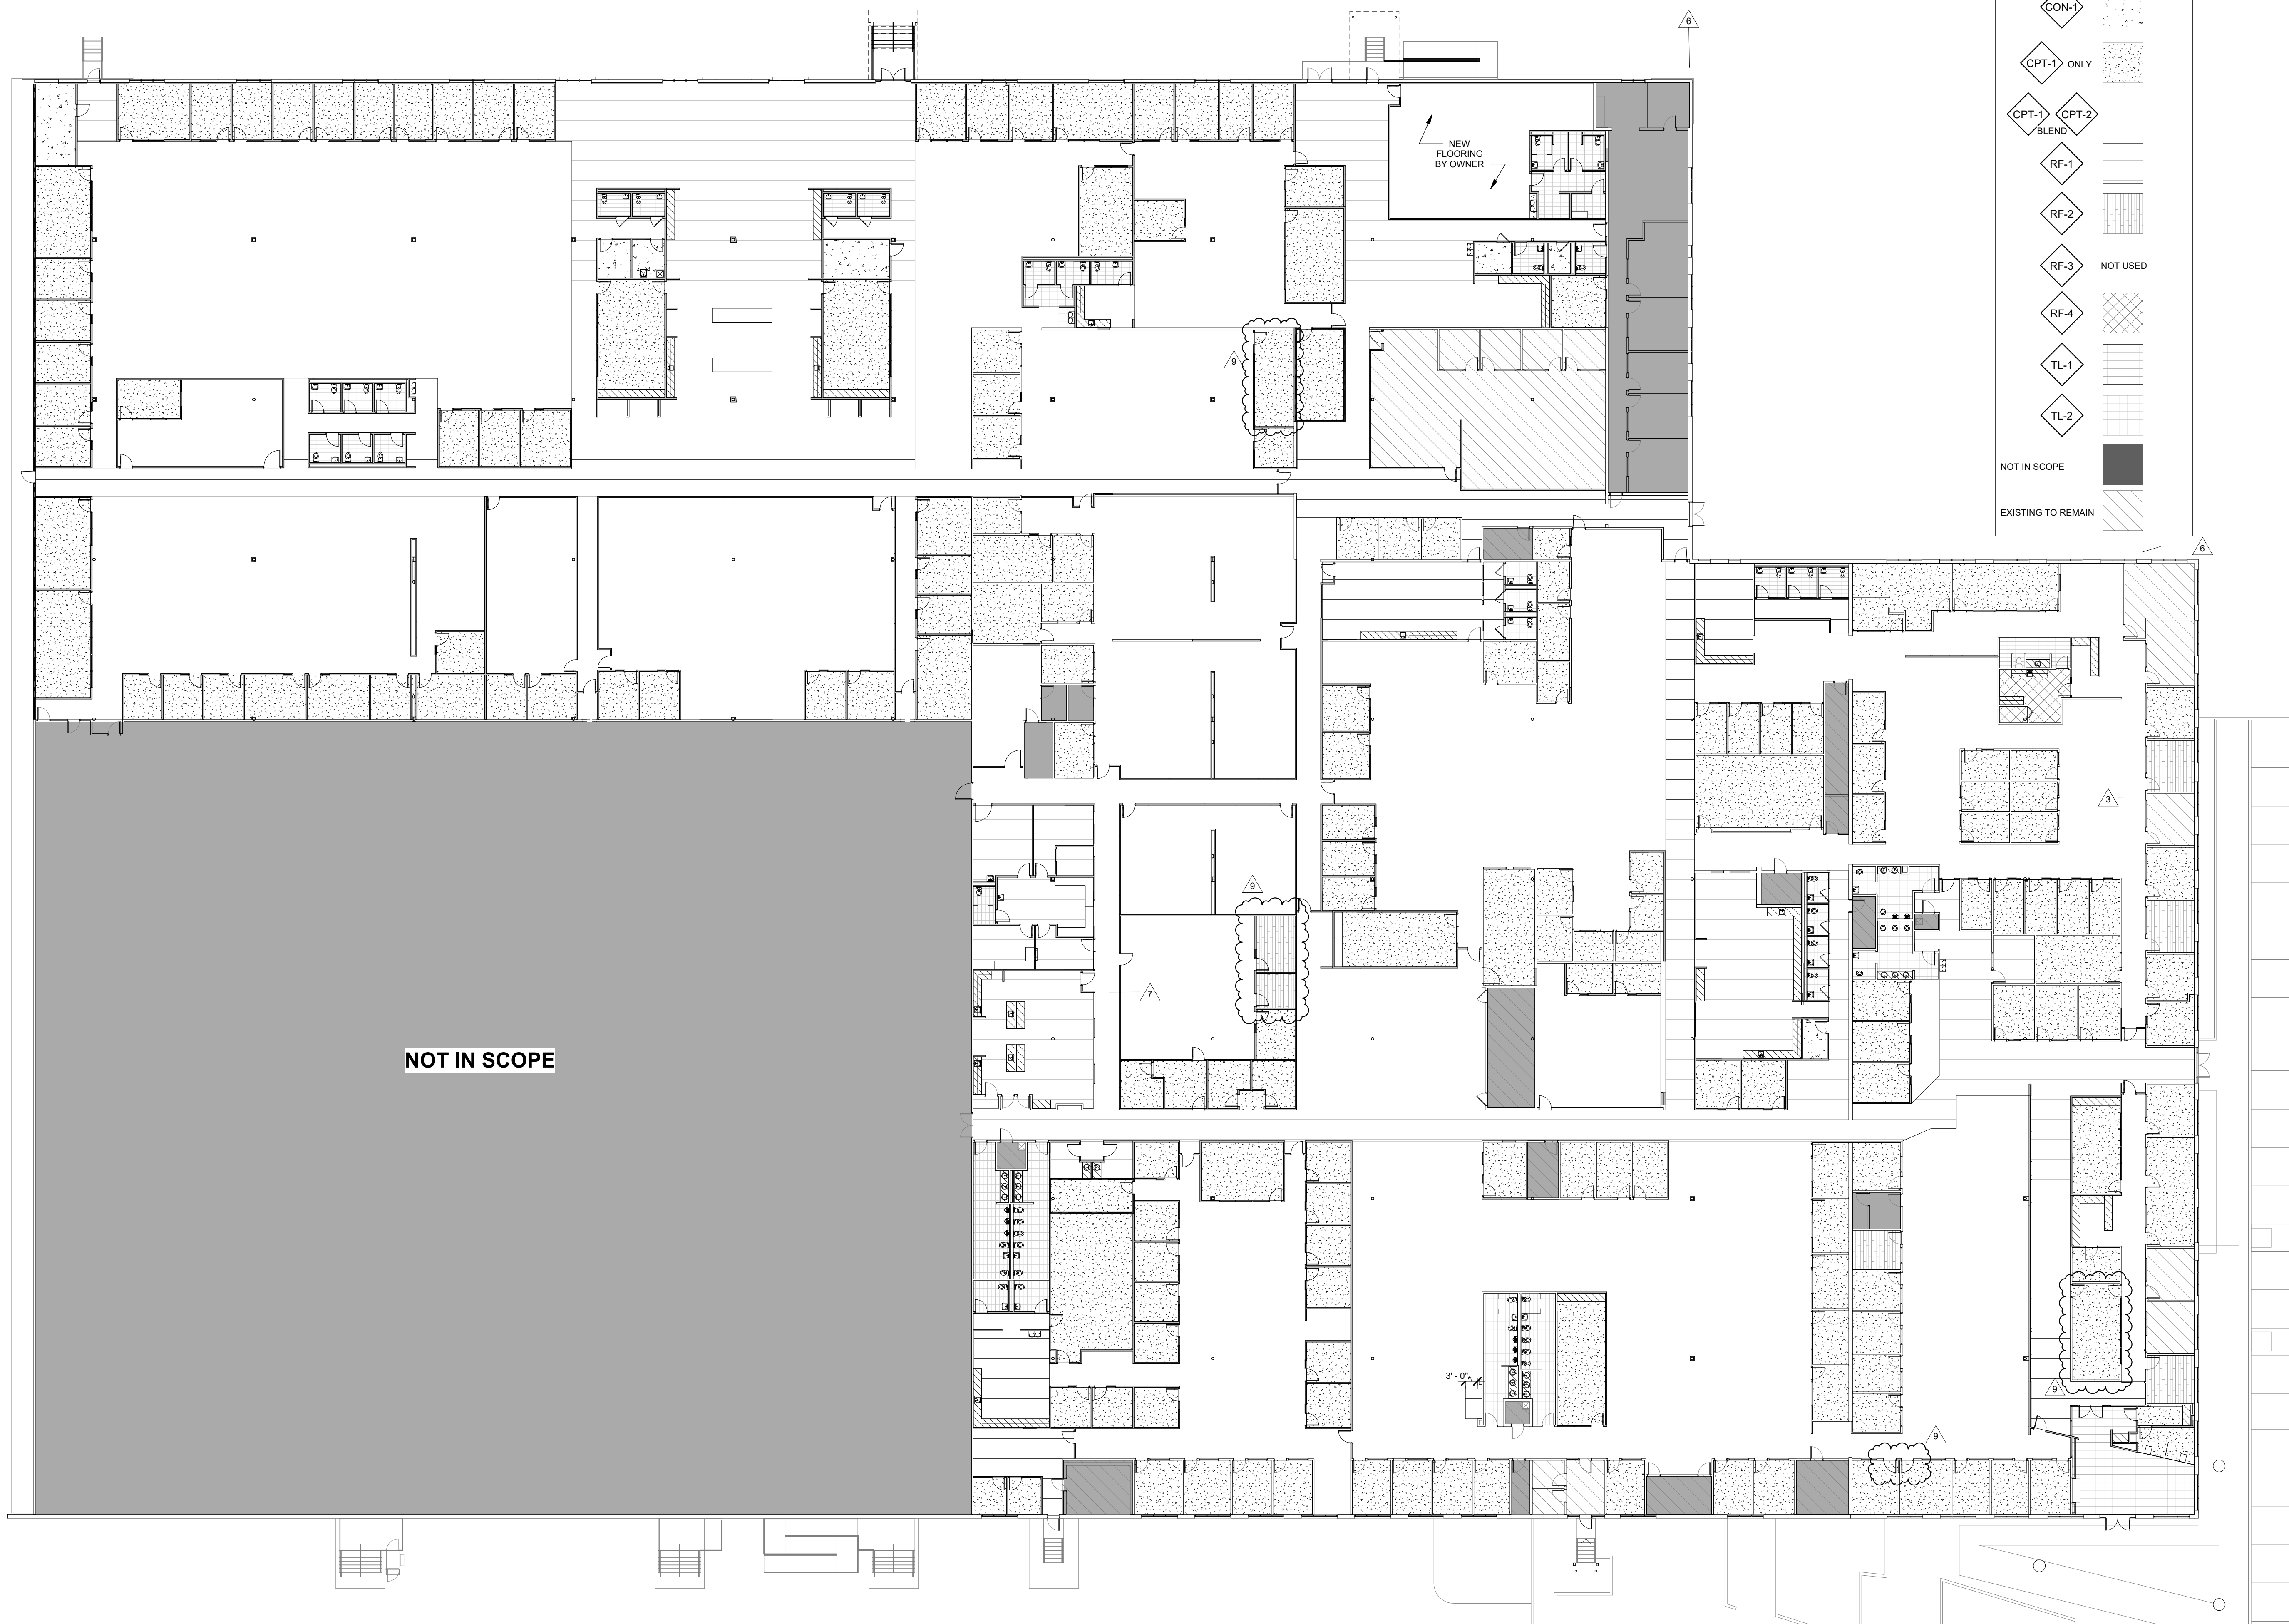 CON-1
6
CPT-1 ONLY
CPT-1 CPT-2
BLEND
NEW
FLOORING
BY OWNER
RF-1
RF-2
RF-3 NOT USED
RF-4
9
TL-1
TL-2
NOT IN SCOPE
EXISTING TO REMAIN
6
3
9
7
NOT IN SCOPE
3' - 0"
9
9